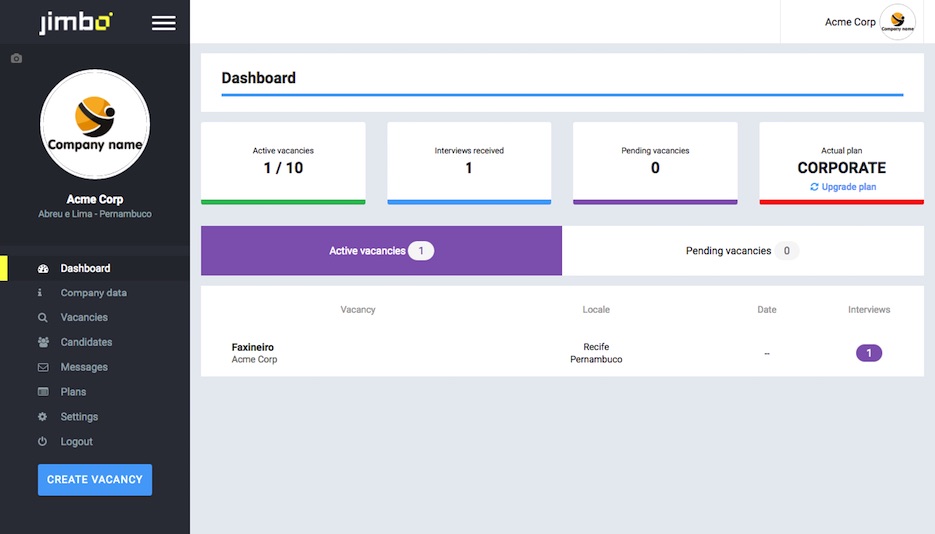 jimbo
Acme Corp
Company name
Company name
Acme Corp
Abreu e Lima - Pernambuco
Dashboard
Company data
Vacancies
Candidates
Messages
Plans
Settings
Logout
CREATE VACANCY
Dashboard
Active vacancies
1 / 10
Interviews received
1
Pending vacancies
0
Actual plan
CORPORATE
Upgrade plan
Active vacancies 1
Pending vacancies 0
Vacancy Locale Date Interviews
Faxineiro
Acme Corp
Recife
Pernambuco
--
1